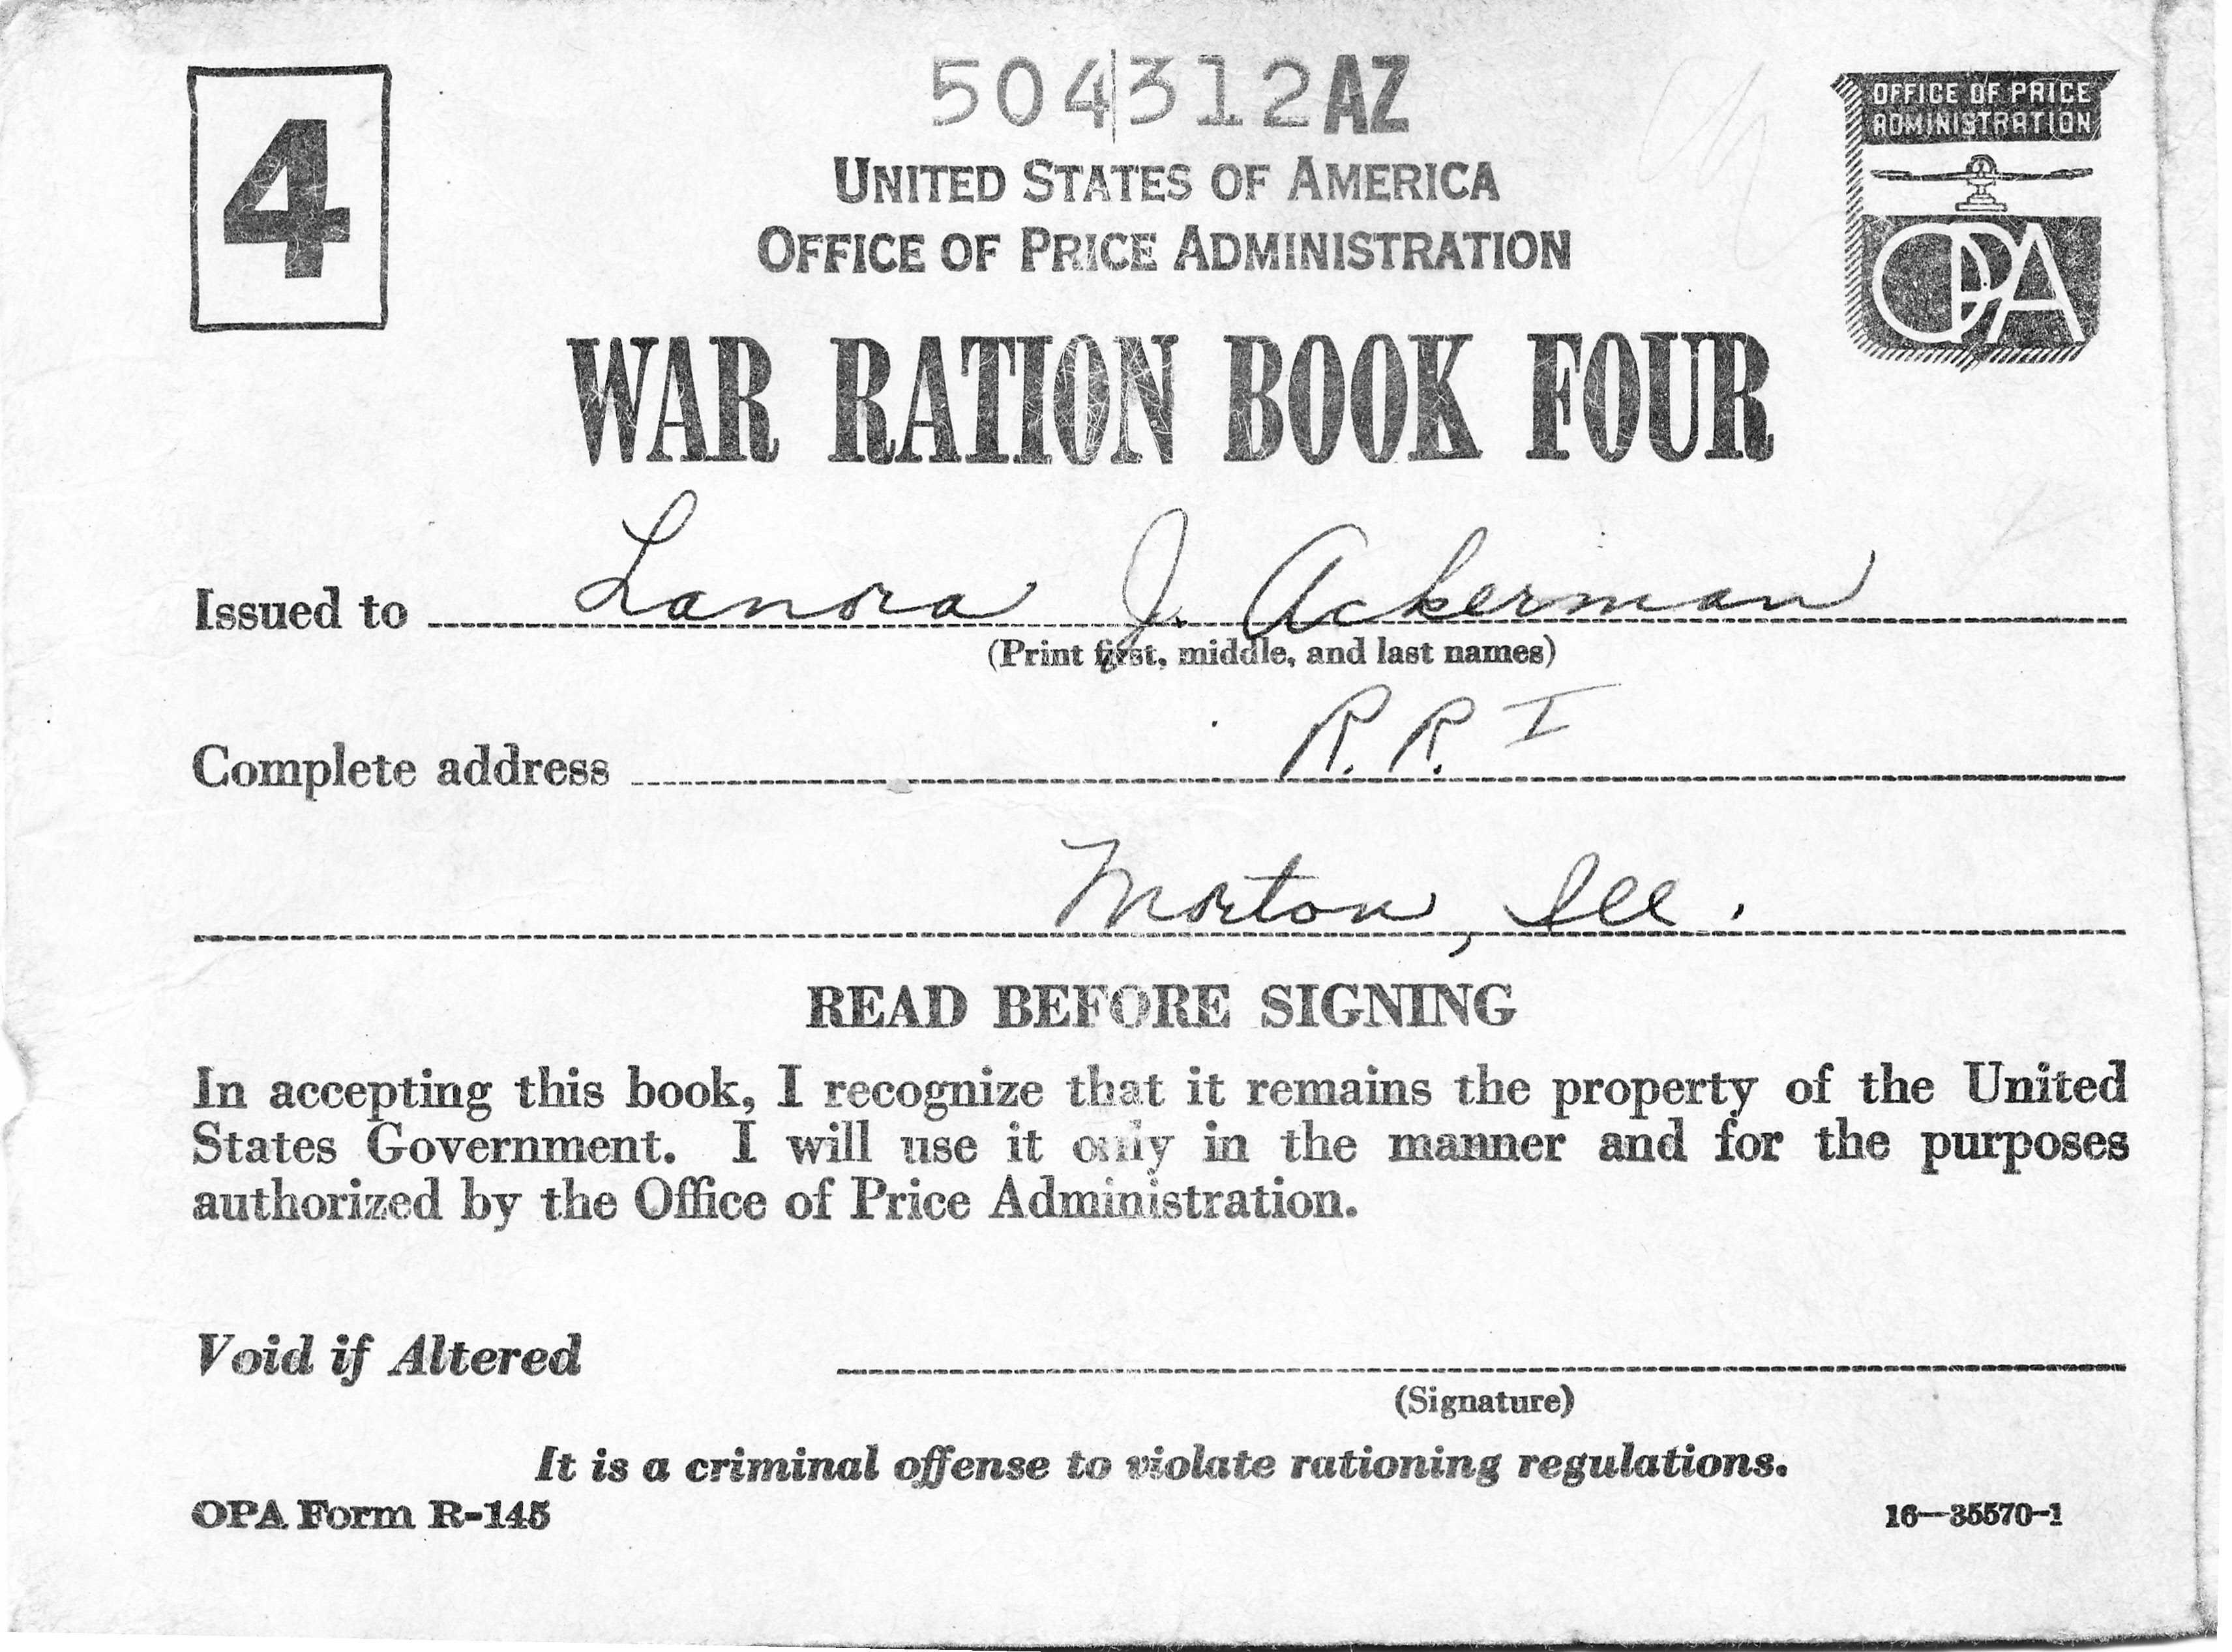 4
504312AZ
OFFICE OF PRICE
ADMINISTRATION
OPA
UNITED STATES OF AMERICA
OFFICE OF PRICE ADMINISTRATION
WAR RATION BOOK FOUR
Issued to Lanora J. Ackerman
(Print first, middle, and last names)
Complete address R. R. I
Morton, Ill.
READ BEFORE SIGNING
In accepting this book, I recognize that it remains the property of the United
States Government. I will use it only in the manner and for the purposes
authorized by the Office of Price Administration.
Void if Altered
(Signature)
It is a criminal offense to violate rationing regulations.
OPA Form R-145
16—35570-1